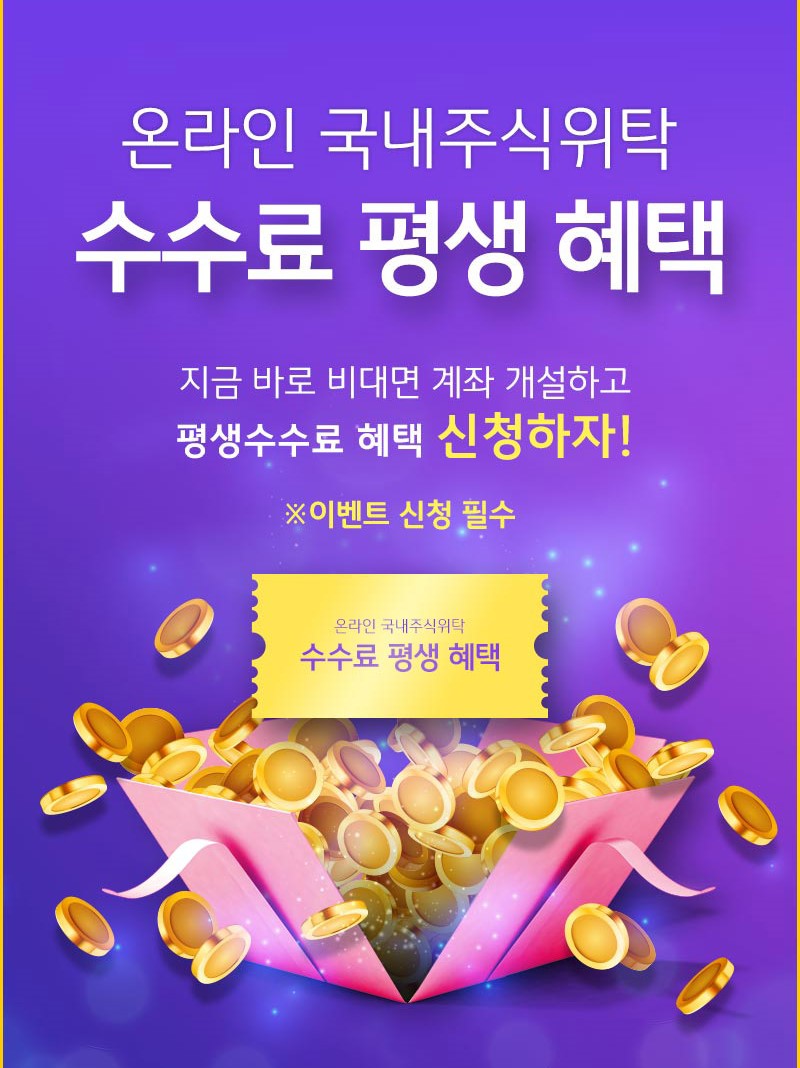 온라인 국내주식위탁
수수료 평생 혜택
지금 바로 비대면 계좌 개설하고
평생수수료 혜택 신청하자!
※이벤트 신청 필수
온라인 국내주식위탁
수수료 평생 혜택